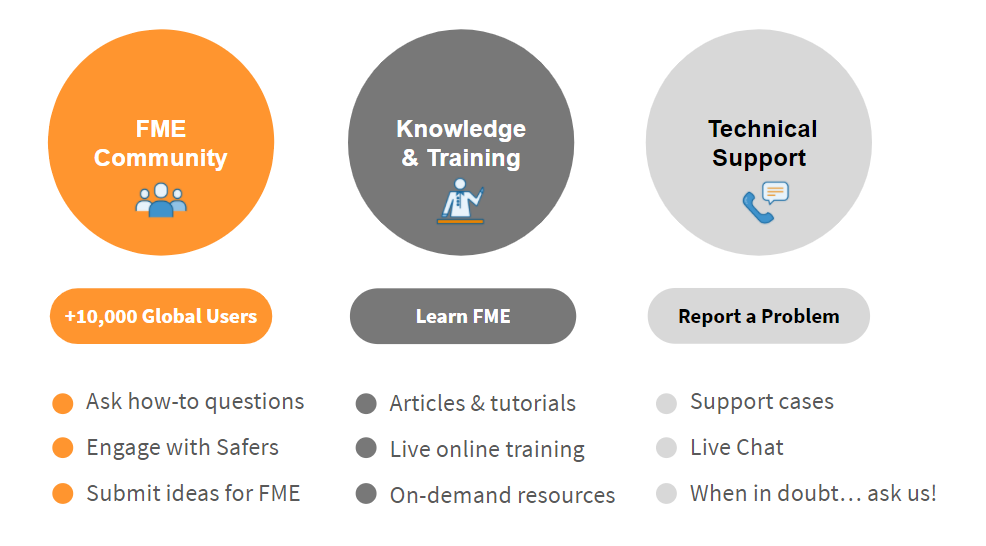 FME
Community
Knowledge
& Training
Technical
Support
+10,000 Global Users
Learn FME
Report a Problem
Ask how-to questions
Engage with Safers
Submit ideas for FME
Articles & tutorials
Live online training
On-demand resources
Support cases
Live Chat
When in doubt… ask us!